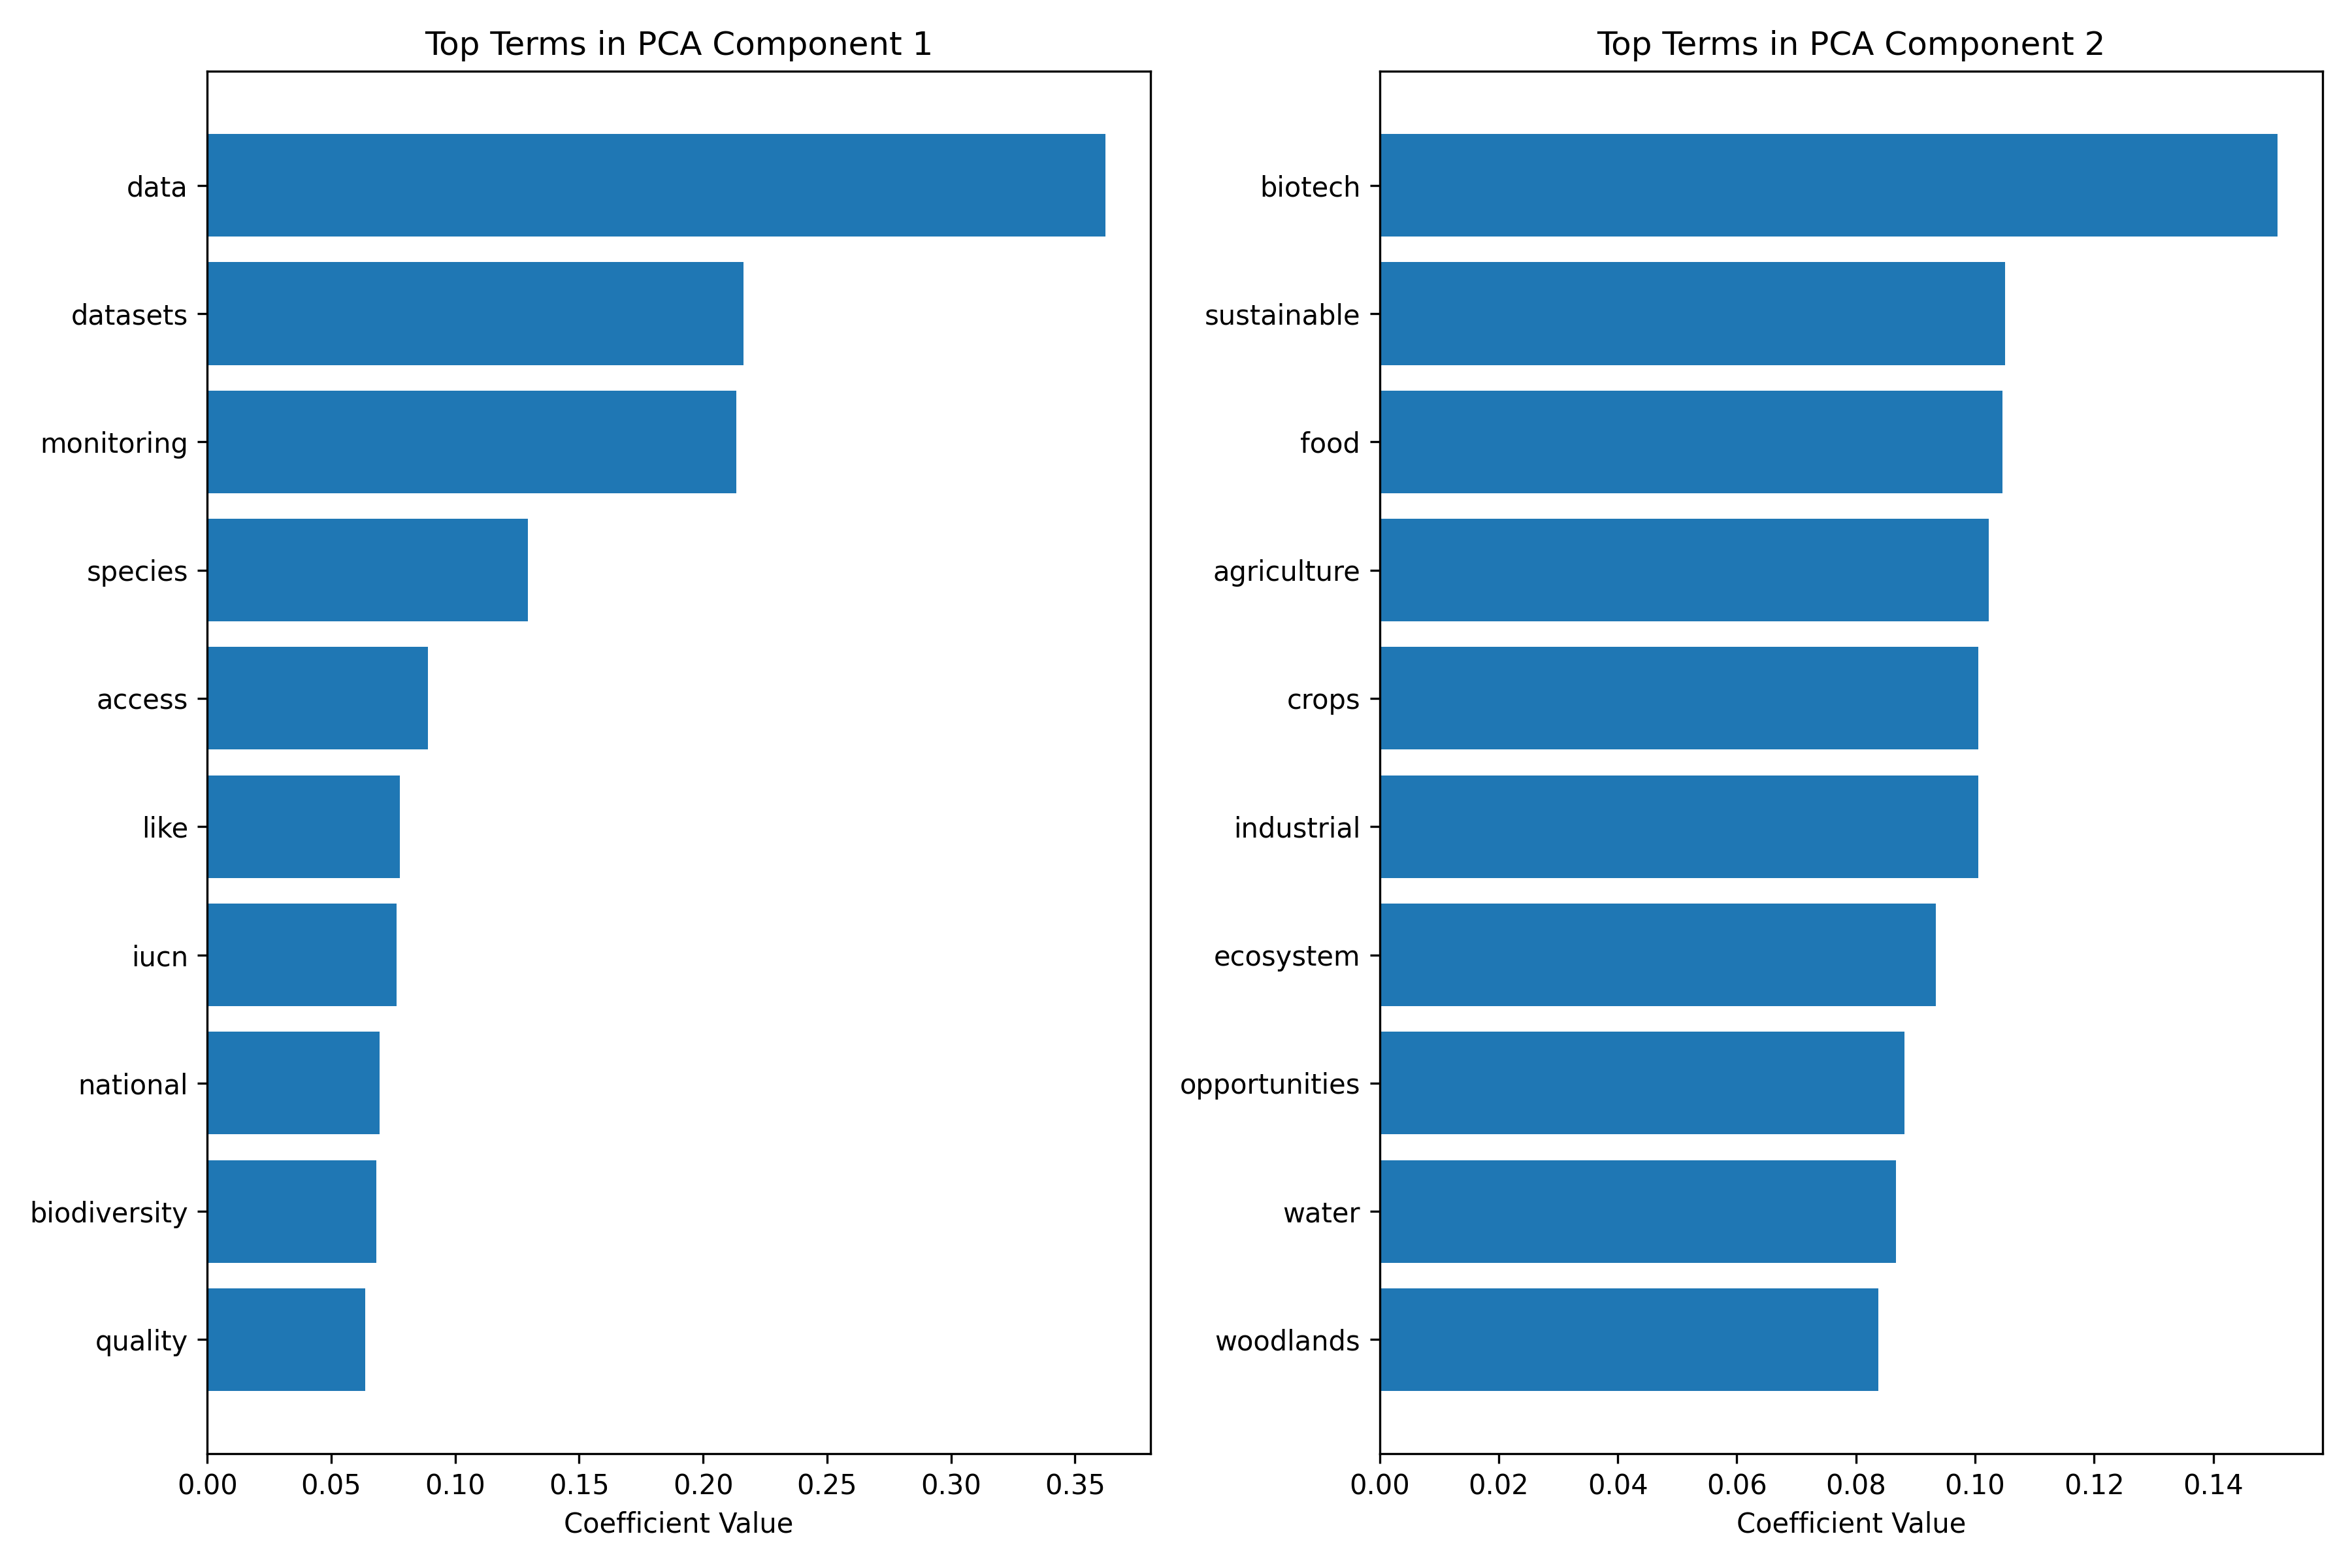 Top Terms in PCA Component 1
data
datasets
monitoring
species
access
like
iucn
national
biodiversity
quality
0.00 0.05 0.10 0.15 0.20 0.25 0.30 0.35
Coefficient Value
Top Terms in PCA Component 2
biotech
sustainable
food
agriculture
crops
industrial
ecosystem
opportunities
water
woodlands
0.00 0.02 0.04 0.06 0.08 0.10 0.12 0.14
Coefficient Value